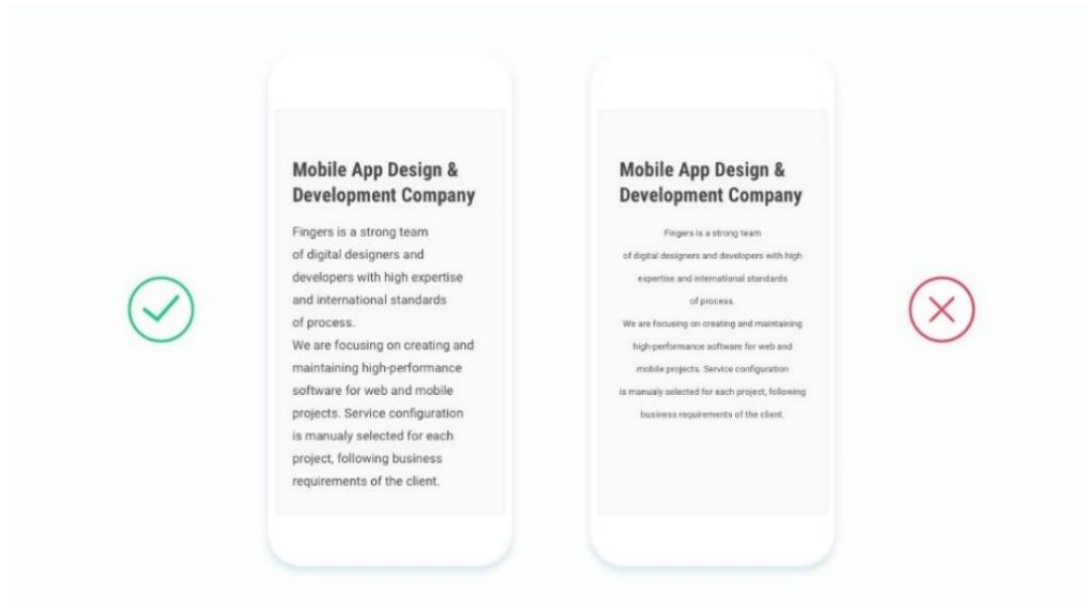 Mobile App Design &
Development Company
Fingers is a strong team
of digital designers and
developers with high expertise
and international standards
of process.
We are focusing on creating and
maintaining high-performance
software for web and mobile
projects. Service configuration
is manualy selected for each
project, following business
requirements of the client.
Mobile App Design &
Development Company
Fingers is a strong team
of digital designers and developers with high
expertise and international standards
of process.
We are focusing on creating and maintaining
high-performance software for web and
mobile projects. Service configuration
is manualy selected for each project, following
business requirements of the client.